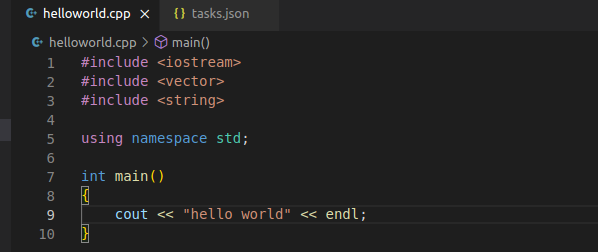 helloworld.cpp × {} tasks.json
helloworld.cpp > main()
1 #include <iostream>
2 #include <vector>
3 #include <string>
4
5 using namespace std;
6
7 int main()
8 {
9     cout << "hello world" << endl;
10 }